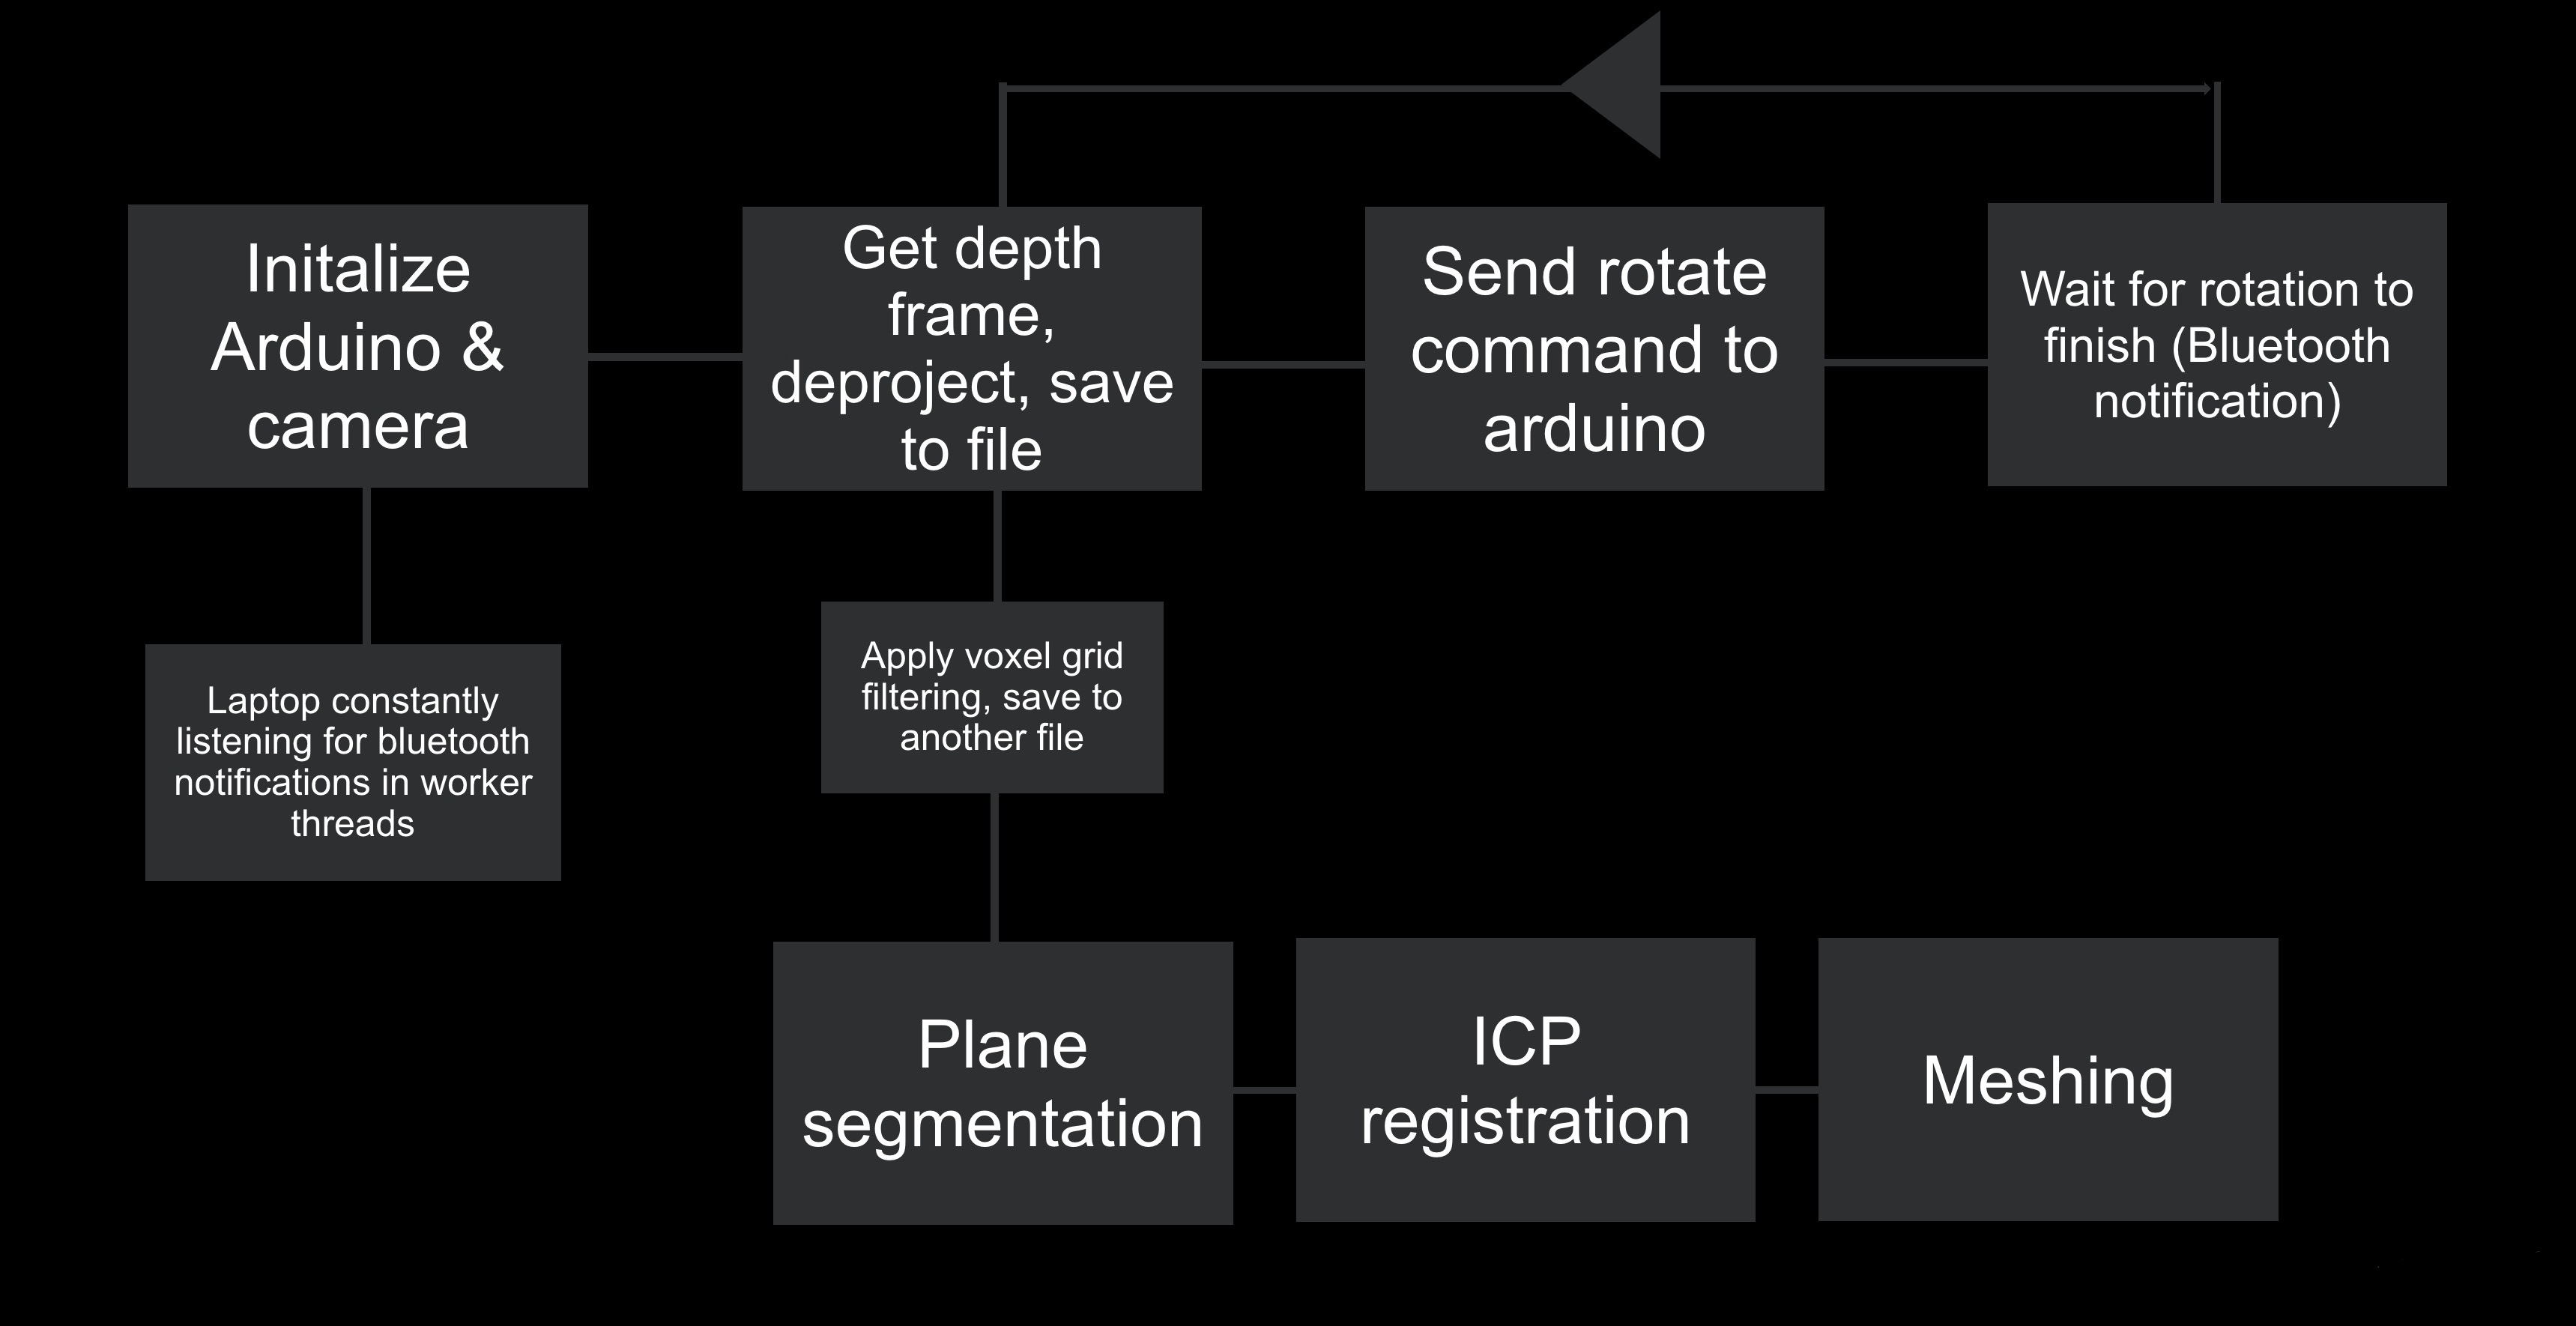 Initalize
Arduino &
camera
Get depth
frame,
deproject, save
to file
Send rotate
command to
arduino
Wait for rotation to
finish (Bluetooth
notification)
Laptop constantly
listening for bluetooth
notifications in worker
threads
Apply voxel grid
filtering, save to
another file
Plane
segmentation
ICP
registration
Meshing